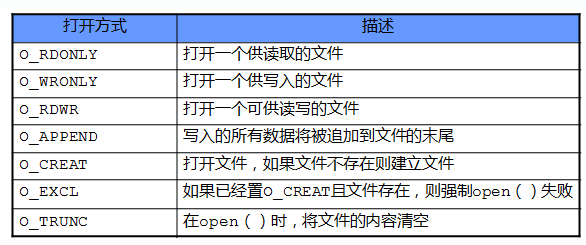 打开方式 描述
O_RDONLY 打开一个供读取的文件
O_WRONLY 打开一个供写入的文件
O_RDWR 打开一个可供读写的文件
O_APPEND 写入的所有数据将被追加到文件的末尾
O_CREAT 打开文件，如果文件不存在则建立文件
O_EXCL 如果已经置O_CREAT且文件存在，则强制open（）失败
O_TRUNC 在open（）时，将文件的内容清空